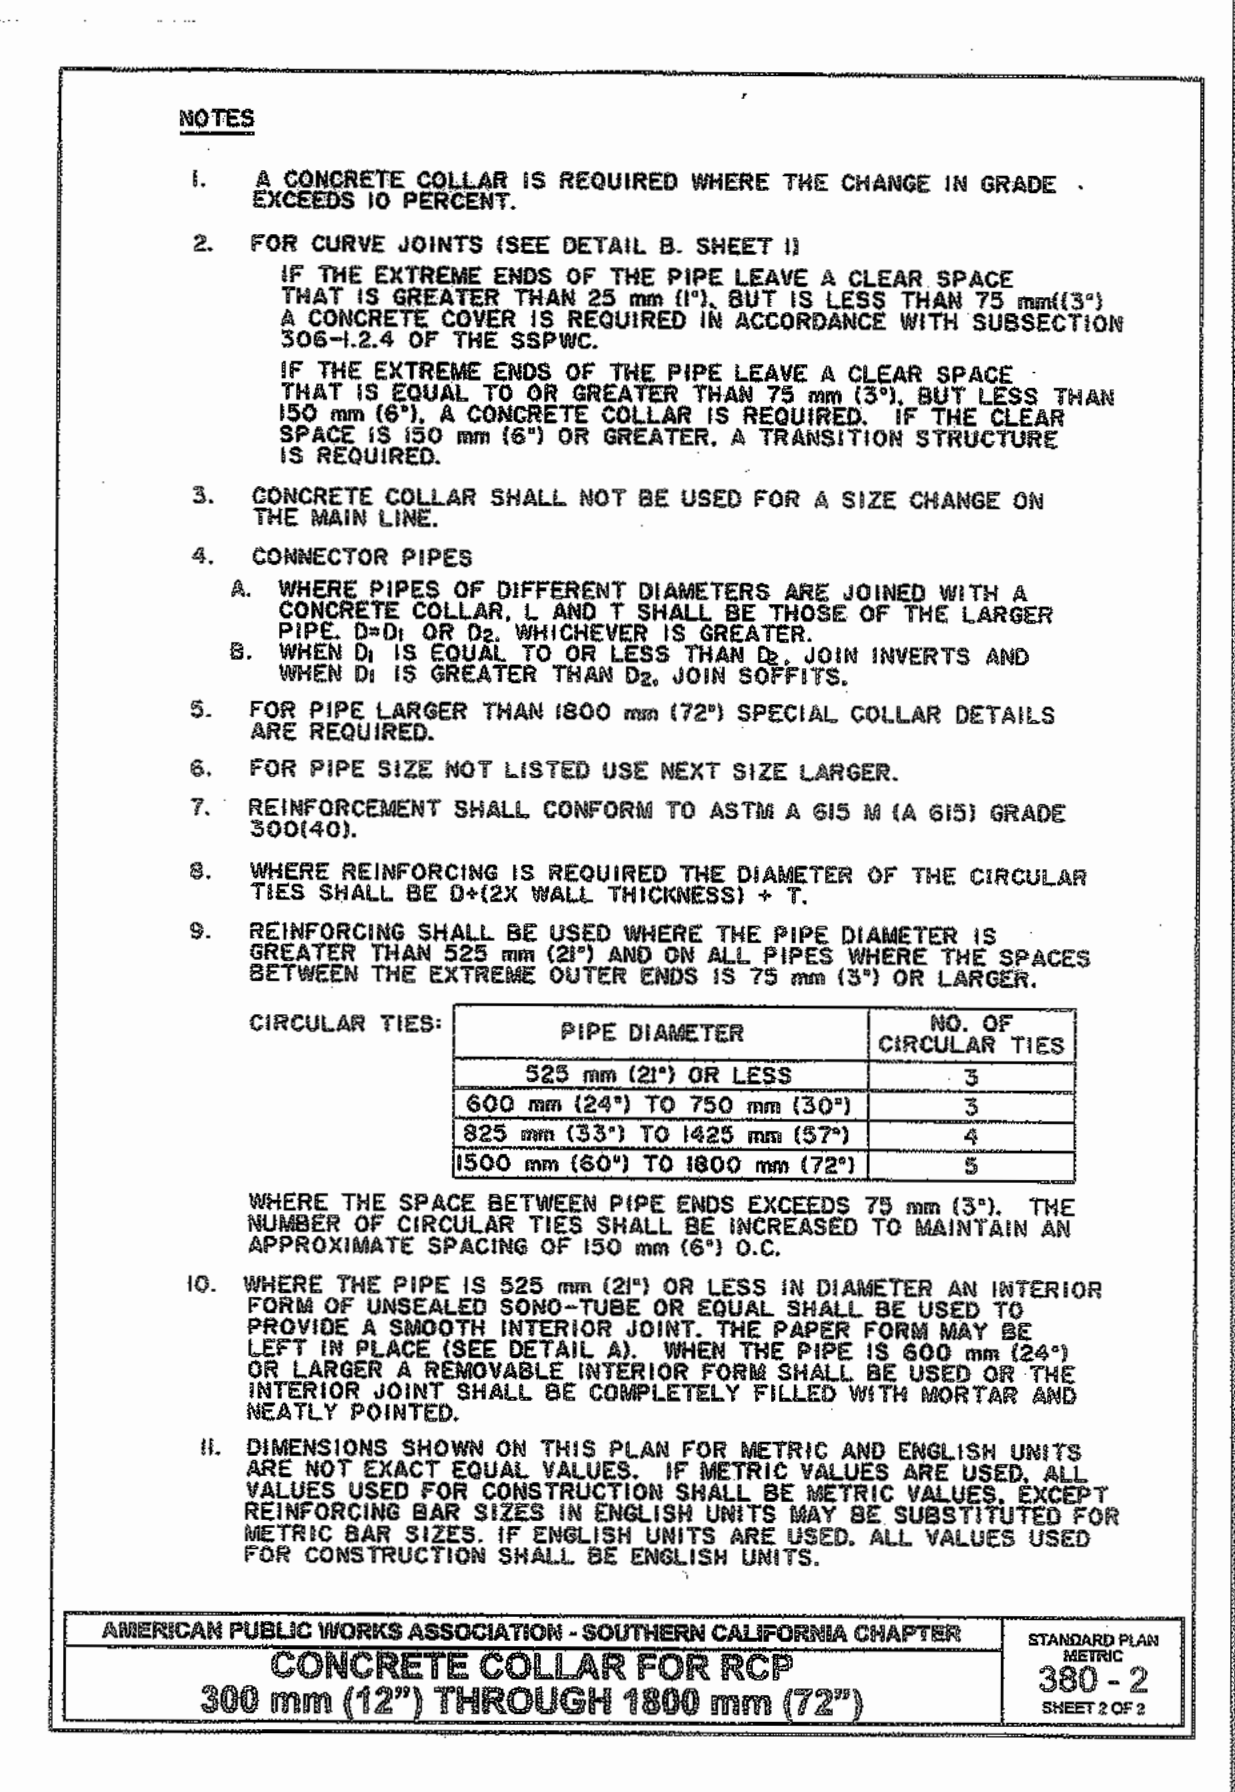 NOTES
1. A CONCRETE COLLAR IS REQUIRED WHERE THE CHANGE IN GRADE
EXCEEDS 10 PERCENT.
2. FOR CURVE JOINTS (SEE DETAIL B. SHEET 1)
IF THE EXTREME ENDS OF THE PIPE LEAVE A CLEAR SPACE
THAT IS GREATER THAN 25 mm (1"), BUT IS LESS THAN 75 mm((3")
A CONCRETE COVER IS REQUIRED IN ACCORDANCE WITH SUBSECTION
306-1.2.4 OF THE SSPWC.
IF THE EXTREME ENDS OF THE PIPE LEAVE A CLEAR SPACE
THAT IS EQUAL TO OR GREATER THAN 75 mm (3"), BUT LESS THAN
150 mm (6"), A CONCRETE COLLAR IS REQUIRED. IF THE CLEAR
SPACE IS 150 mm (6") OR GREATER, A TRANSITION STRUCTURE
IS REQUIRED.
3. CONCRETE COLLAR SHALL NOT BE USED FOR A SIZE CHANGE ON
THE MAIN LINE.
4. CONNECTOR PIPES
A. WHERE PIPES OF DIFFERENT DIAMETERS ARE JOINED WITH A
CONCRETE COLLAR, L AND T SHALL BE THOSE OF THE LARGER
PIPE. D=D1 OR D2, WHICHEVER IS GREATER.
B. WHEN D1 IS EQUAL TO OR LESS THAN D2, JOIN INVERTS AND
WHEN D1 IS GREATER THAN D2, JOIN SOFFITS.
5. FOR PIPE LARGER THAN 1800 mm (72") SPECIAL COLLAR DETAILS
ARE REQUIRED.
6. FOR PIPE SIZE NOT LISTED USE NEXT SIZE LARGER.
7. REINFORCEMENT SHALL CONFORM TO ASTM A 615 M (A 615) GRADE
300(40).
8. WHERE REINFORCING IS REQUIRED THE DIAMETER OF THE CIRCULAR
TIES SHALL BE D+(2X WALL THICKNESS) + T.
9. REINFORCING SHALL BE USED WHERE THE PIPE DIAMETER IS
GREATER THAN 525 mm (21") AND ON ALL PIPES WHERE THE SPACES
BETWEEN THE EXTREME OUTER ENDS IS 75 mm (3") OR LARGER.
CIRCULAR TIES: PIPE DIAMETER NO. OF CIRCULAR TIES
525 mm (21") OR LESS 3
600 mm (24") TO 750 mm (30") 3
825 mm (33") TO 1425 mm (57") 4
1500 mm (60") TO 1800 mm (72") 5
WHERE THE SPACE BETWEEN PIPE ENDS EXCEEDS 75 mm (3"), THE
NUMBER OF CIRCULAR TIES SHALL BE INCREASED TO MAINTAIN AN
APPROXIMATE SPACING OF 150 mm (6") O.C.
10. WHERE THE PIPE IS 525 mm (21") OR LESS IN DIAMETER AN INTERIOR
FORM OF UNSEALED SONO-TUBE OR EQUAL SHALL BE USED TO
PROVIDE A SMOOTH INTERIOR JOINT. THE PAPER FORM MAY BE
LEFT IN PLACE (SEE DETAIL A). WHEN THE PIPE IS 600 mm (24")
OR LARGER A REMOVABLE INTERIOR FORM SHALL BE USED OR THE
INTERIOR JOINT SHALL BE COMPLETELY FILLED WITH MORTAR AND
NEATLY POINTED.
11. DIMENSIONS SHOWN ON THIS PLAN FOR METRIC AND ENGLISH UNITS
ARE NOT EXACT EQUAL VALUES. IF METRIC VALUES ARE USED, ALL
VALUES USED FOR CONSTRUCTION SHALL BE METRIC VALUES, EXCEPT
REINFORCING BAR SIZES IN ENGLISH UNITS MAY BE SUBSTITUTED FOR
METRIC BAR SIZES. IF ENGLISH UNITS ARE USED, ALL VALUES USED
FOR CONSTRUCTION SHALL BE ENGLISH UNITS.
AMERICAN PUBLIC WORKS ASSOCIATION - SOUTHERN CALIFORNIA CHAPTER
CONCRETE COLLAR FOR RCP
300 mm (12") THROUGH 1800 mm (72")
STANDARD PLAN
METRIC
380 - 2
SHEET 2 OF 2